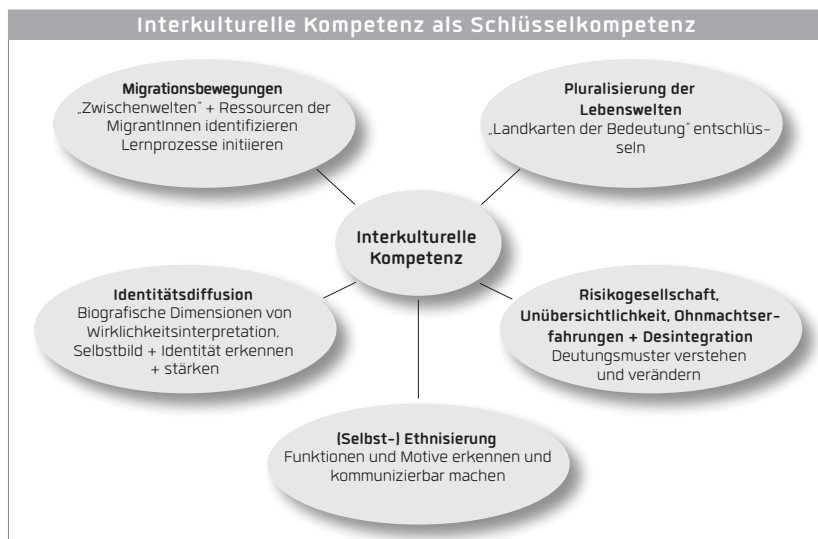 Interkulturelle Kompetenz als Schlüsselkompetenz
Migrationsbewegungen
„Zwischenwelten“ + Ressourcen der
MigrantInnen identifizieren
Lernprozesse initiieren
Pluralisierung der
Lebenswelten
„Landkarten der Bedeutung“ entschlüs-
seln
Interkulturelle
Kompetenz
Identitätsdiffusion
Biografische Dimensionen von
Wirklichkeitsinterpretation,
Selbstbild + Identität erkennen
+ stärken
Risikogesellschaft,
Unübersichtlichkeit, Ohnmachtser-
fahrungen + Desintegration
Deutungsmuster verstehen
und verändern
(Selbst-) Ethnisierung
Funktionen und Motive erkennen und
kommunizierbar machen